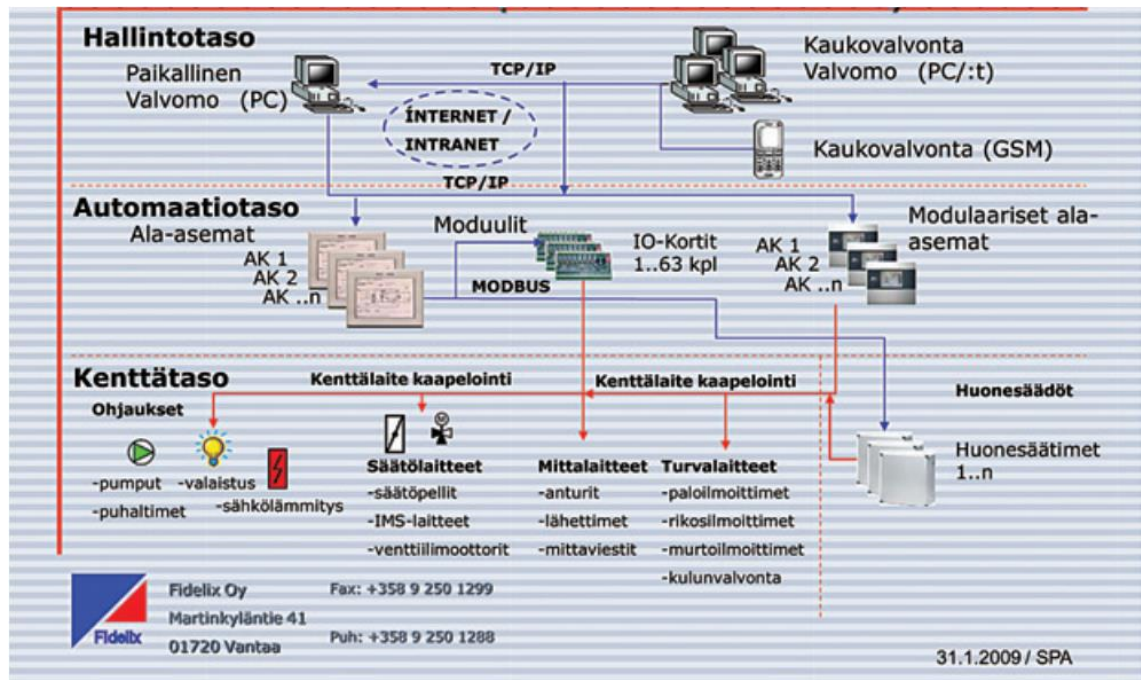 Hallintotaso
Paikallinen
Valvomo (PC)
TCP/IP
ÍNTERNET /
INTRANET
Kaukovalvonta
Valvomo (PC/:t)
Kaukovalvonta (GSM)
TCP/IP
Automaatiotaso
Ala-asemat
AK 1
AK 2
AK ..n
Moduulit
MODBUS
IO-Kortit
1..63 kpl
Modulaariset ala-
asemat
AK 1
AK 2
AK ..n
Kenttätaso
Kenttälaite kaapelointi
Kenttälaite kaapelointi
Ohjaukset
-pumput
-valaistus
-puhaltimet
-sähkölämmitys
Säätölaitteet
-säätöpellit
-IMS-laitteet
-venttiilimoottorit
Mittalaitteet
-anturit
-lähettimet
-mittaviestit
Turvalaitteet
-paloilmoittimet
-rikosilmoittimet
-murtoilmoittimet
-kulunvalvonta
Huonesäädöt
Huonesäätimet
1..n
Fidelix
Fidelix Oy
Martinkyläntie 41
01720 Vantaa
Fax: +358 9 250 1299
Puh: +358 9 250 1288
31.1.2009 / SPA